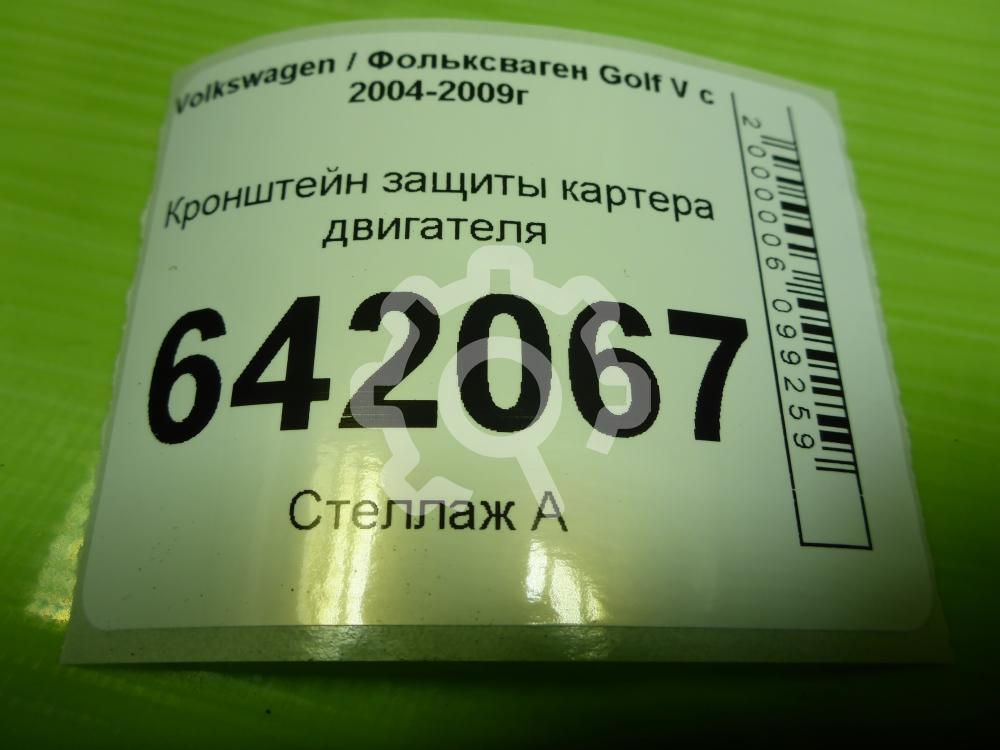 Volkswagen / Фольксваген Golf V с
2004-2009г
Кронштейн защиты картера
двигателя
642067
Стеллаж А
2000006099259